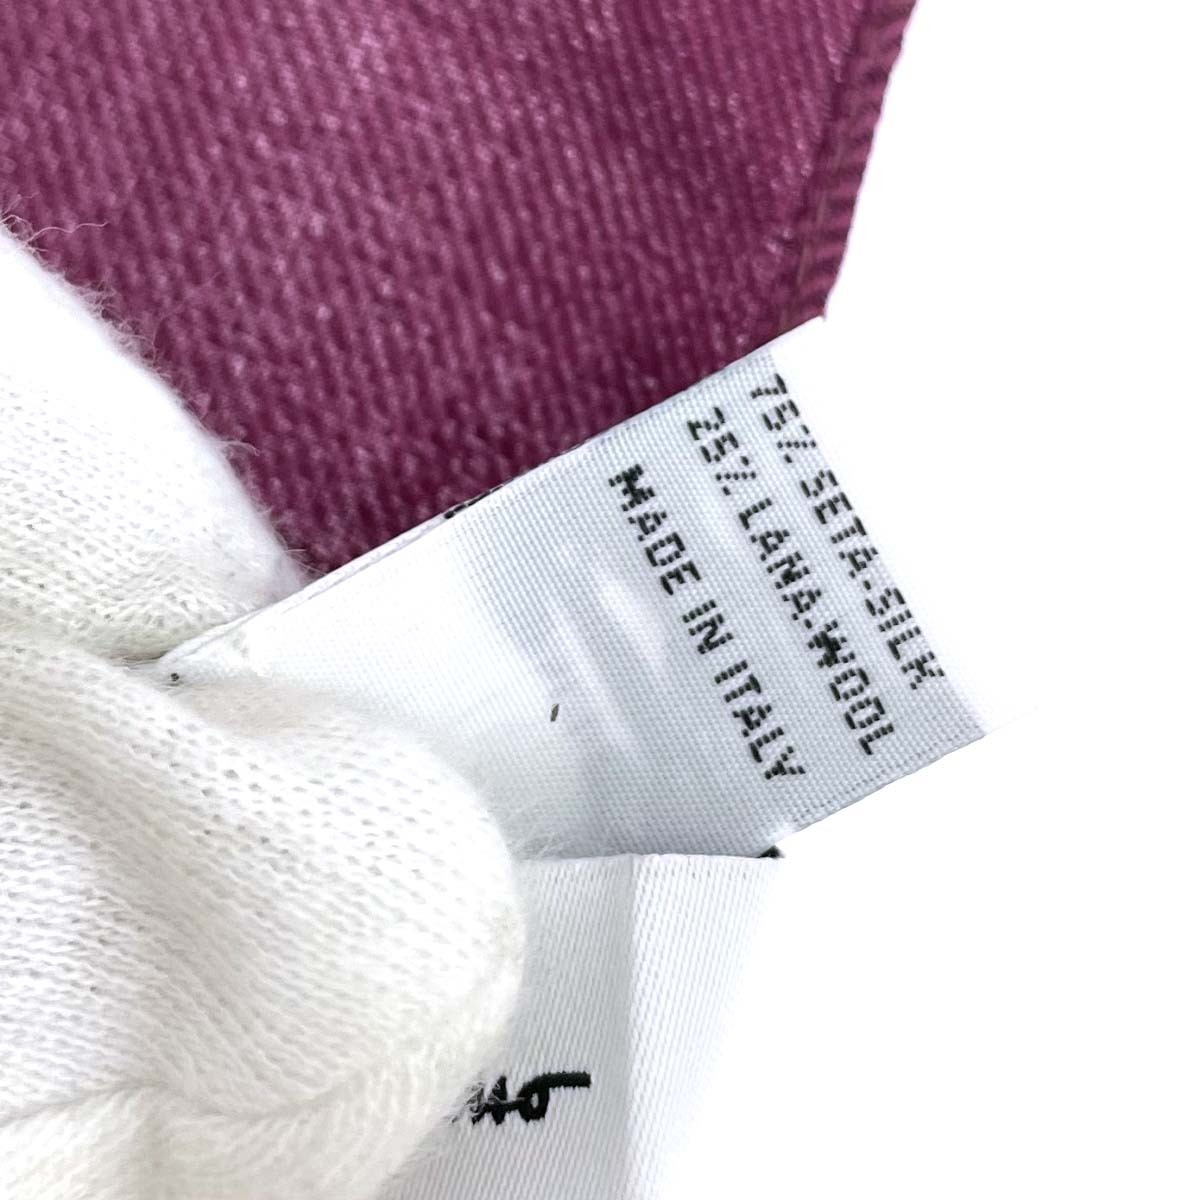 75% SETA-SILK
25% LANA-WOOL
MADE IN ITALY